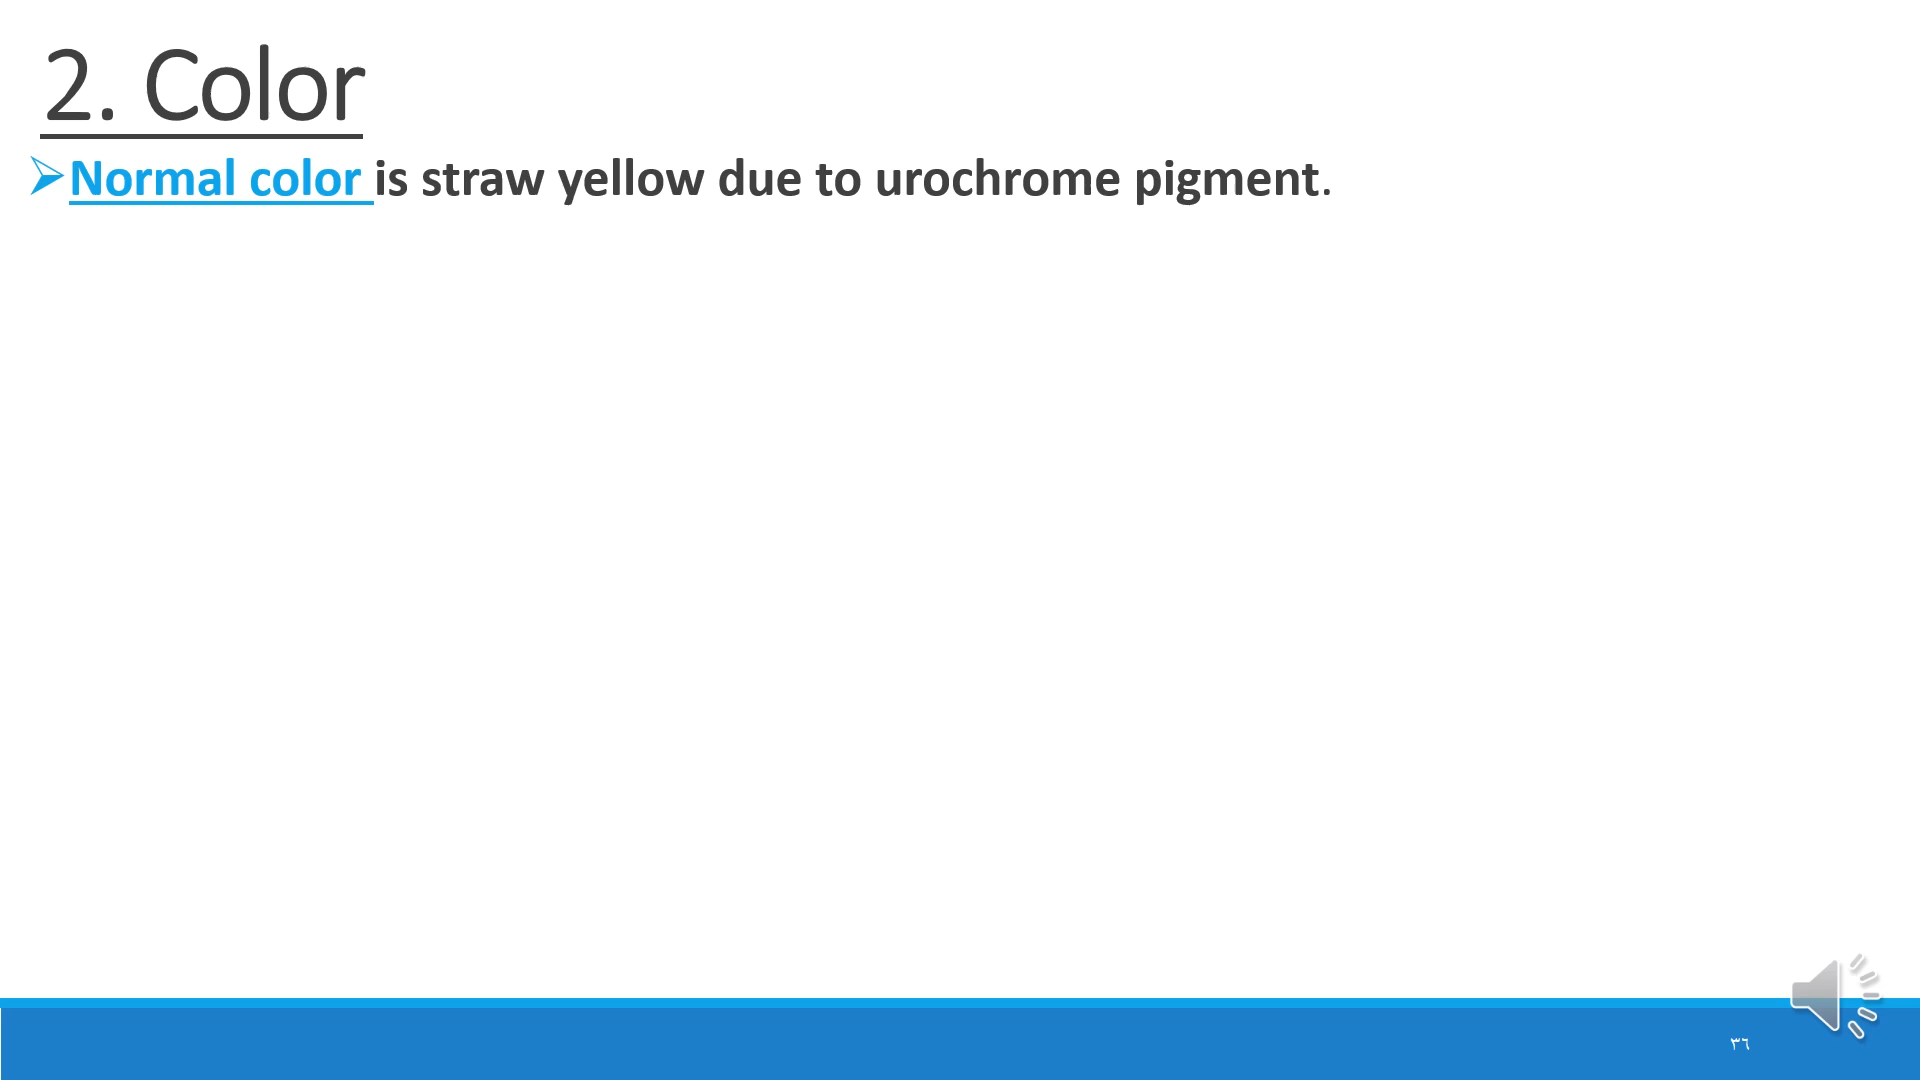 2. Color
➢Normal color is straw yellow due to urochrome pigment.
٣٦